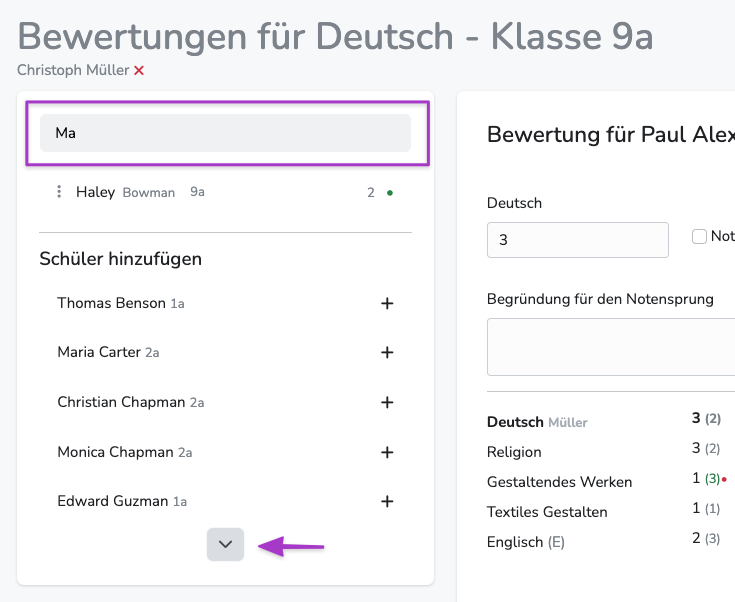 Bewertungen für Deutsch - Klasse 9a
Christoph Müller
Ma
Haley Bowman 9a 2
Schüler hinzufügen
Thomas Benson 1a
Maria Carter 2a
Christian Chapman 2a
Monica Chapman 2a
Edward Guzman 1a
Bewertung für Paul Alex
Deutsch
3
Not
Begründung für den Notensprung
Deutsch Müller 3 (2)
Religion 3 (2)
Gestaltendes Werken 1 (3)
Textiles Gestalten 1 (1)
Englisch (E) 2 (3)